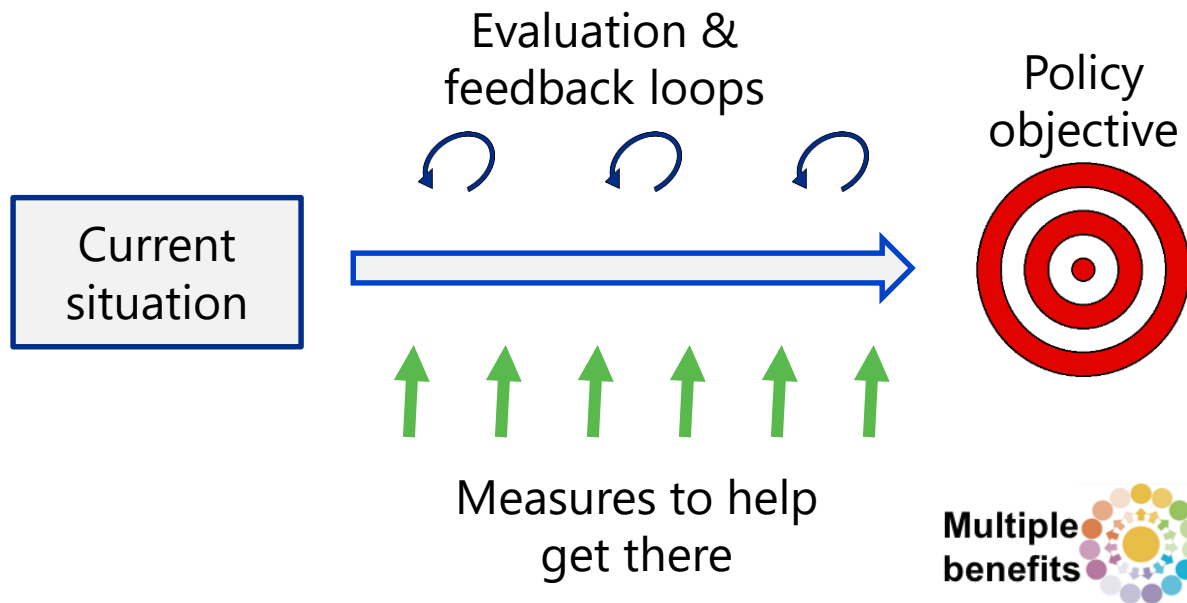 Evaluation &
feedback loops
Policy
objective
Current
situation
Measures to help
get there
Multiple
benefits